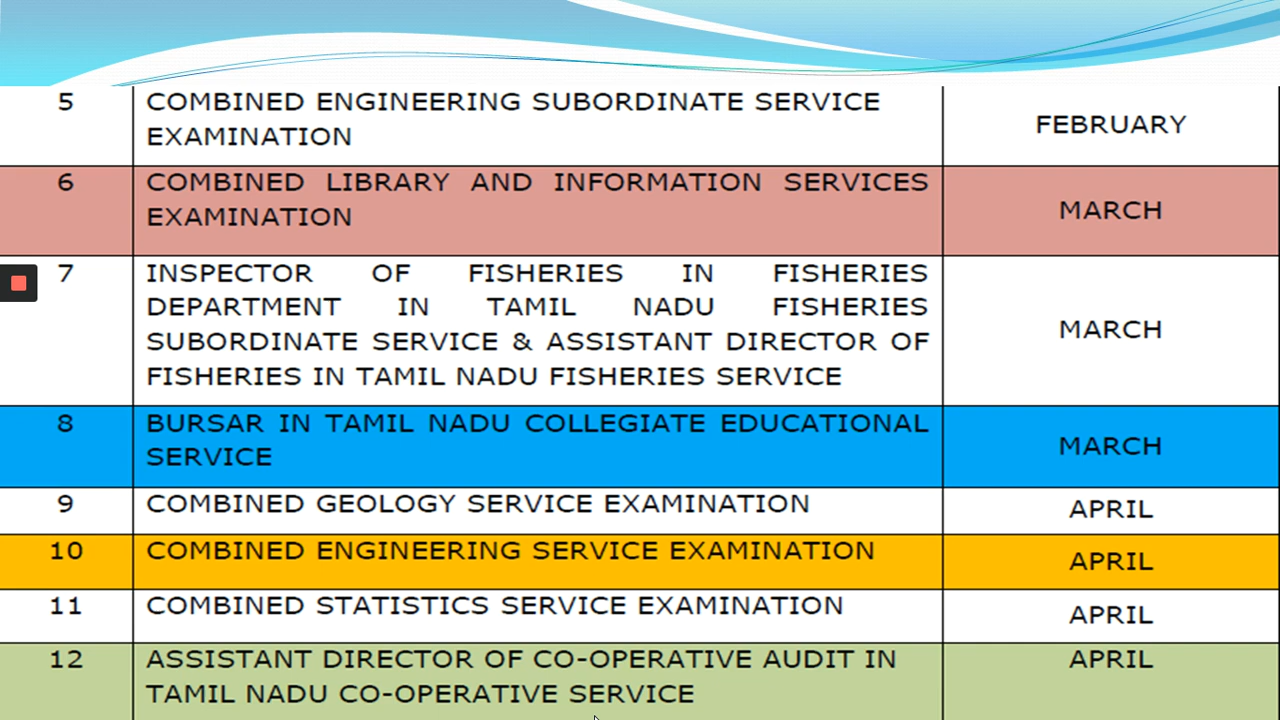 5 COMBINED ENGINEERING SUBORDINATE SERVICE
EXAMINATION
FEBRUARY
6 COMBINED LIBRARY AND INFORMATION SERVICES
EXAMINATION
MARCH
7 INSPECTOR OF FISHERIES IN FISHERIES
DEPARTMENT IN TAMIL NADU FISHERIES
SUBORDINATE SERVICE & ASSISTANT DIRECTOR OF
FISHERIES IN TAMIL NADU FISHERIES SERVICE
MARCH
8 BURSAR IN TAMIL NADU COLLEGIATE EDUCATIONAL
SERVICE
MARCH
9 COMBINED GEOLOGY SERVICE EXAMINATION APRIL
10 COMBINED ENGINEERING SERVICE EXAMINATION APRIL
11 COMBINED STATISTICS SERVICE EXAMINATION APRIL
12 ASSISTANT DIRECTOR OF CO-OPERATIVE AUDIT IN APRIL
TAMIL NADU CO-OPERATIVE SERVICE